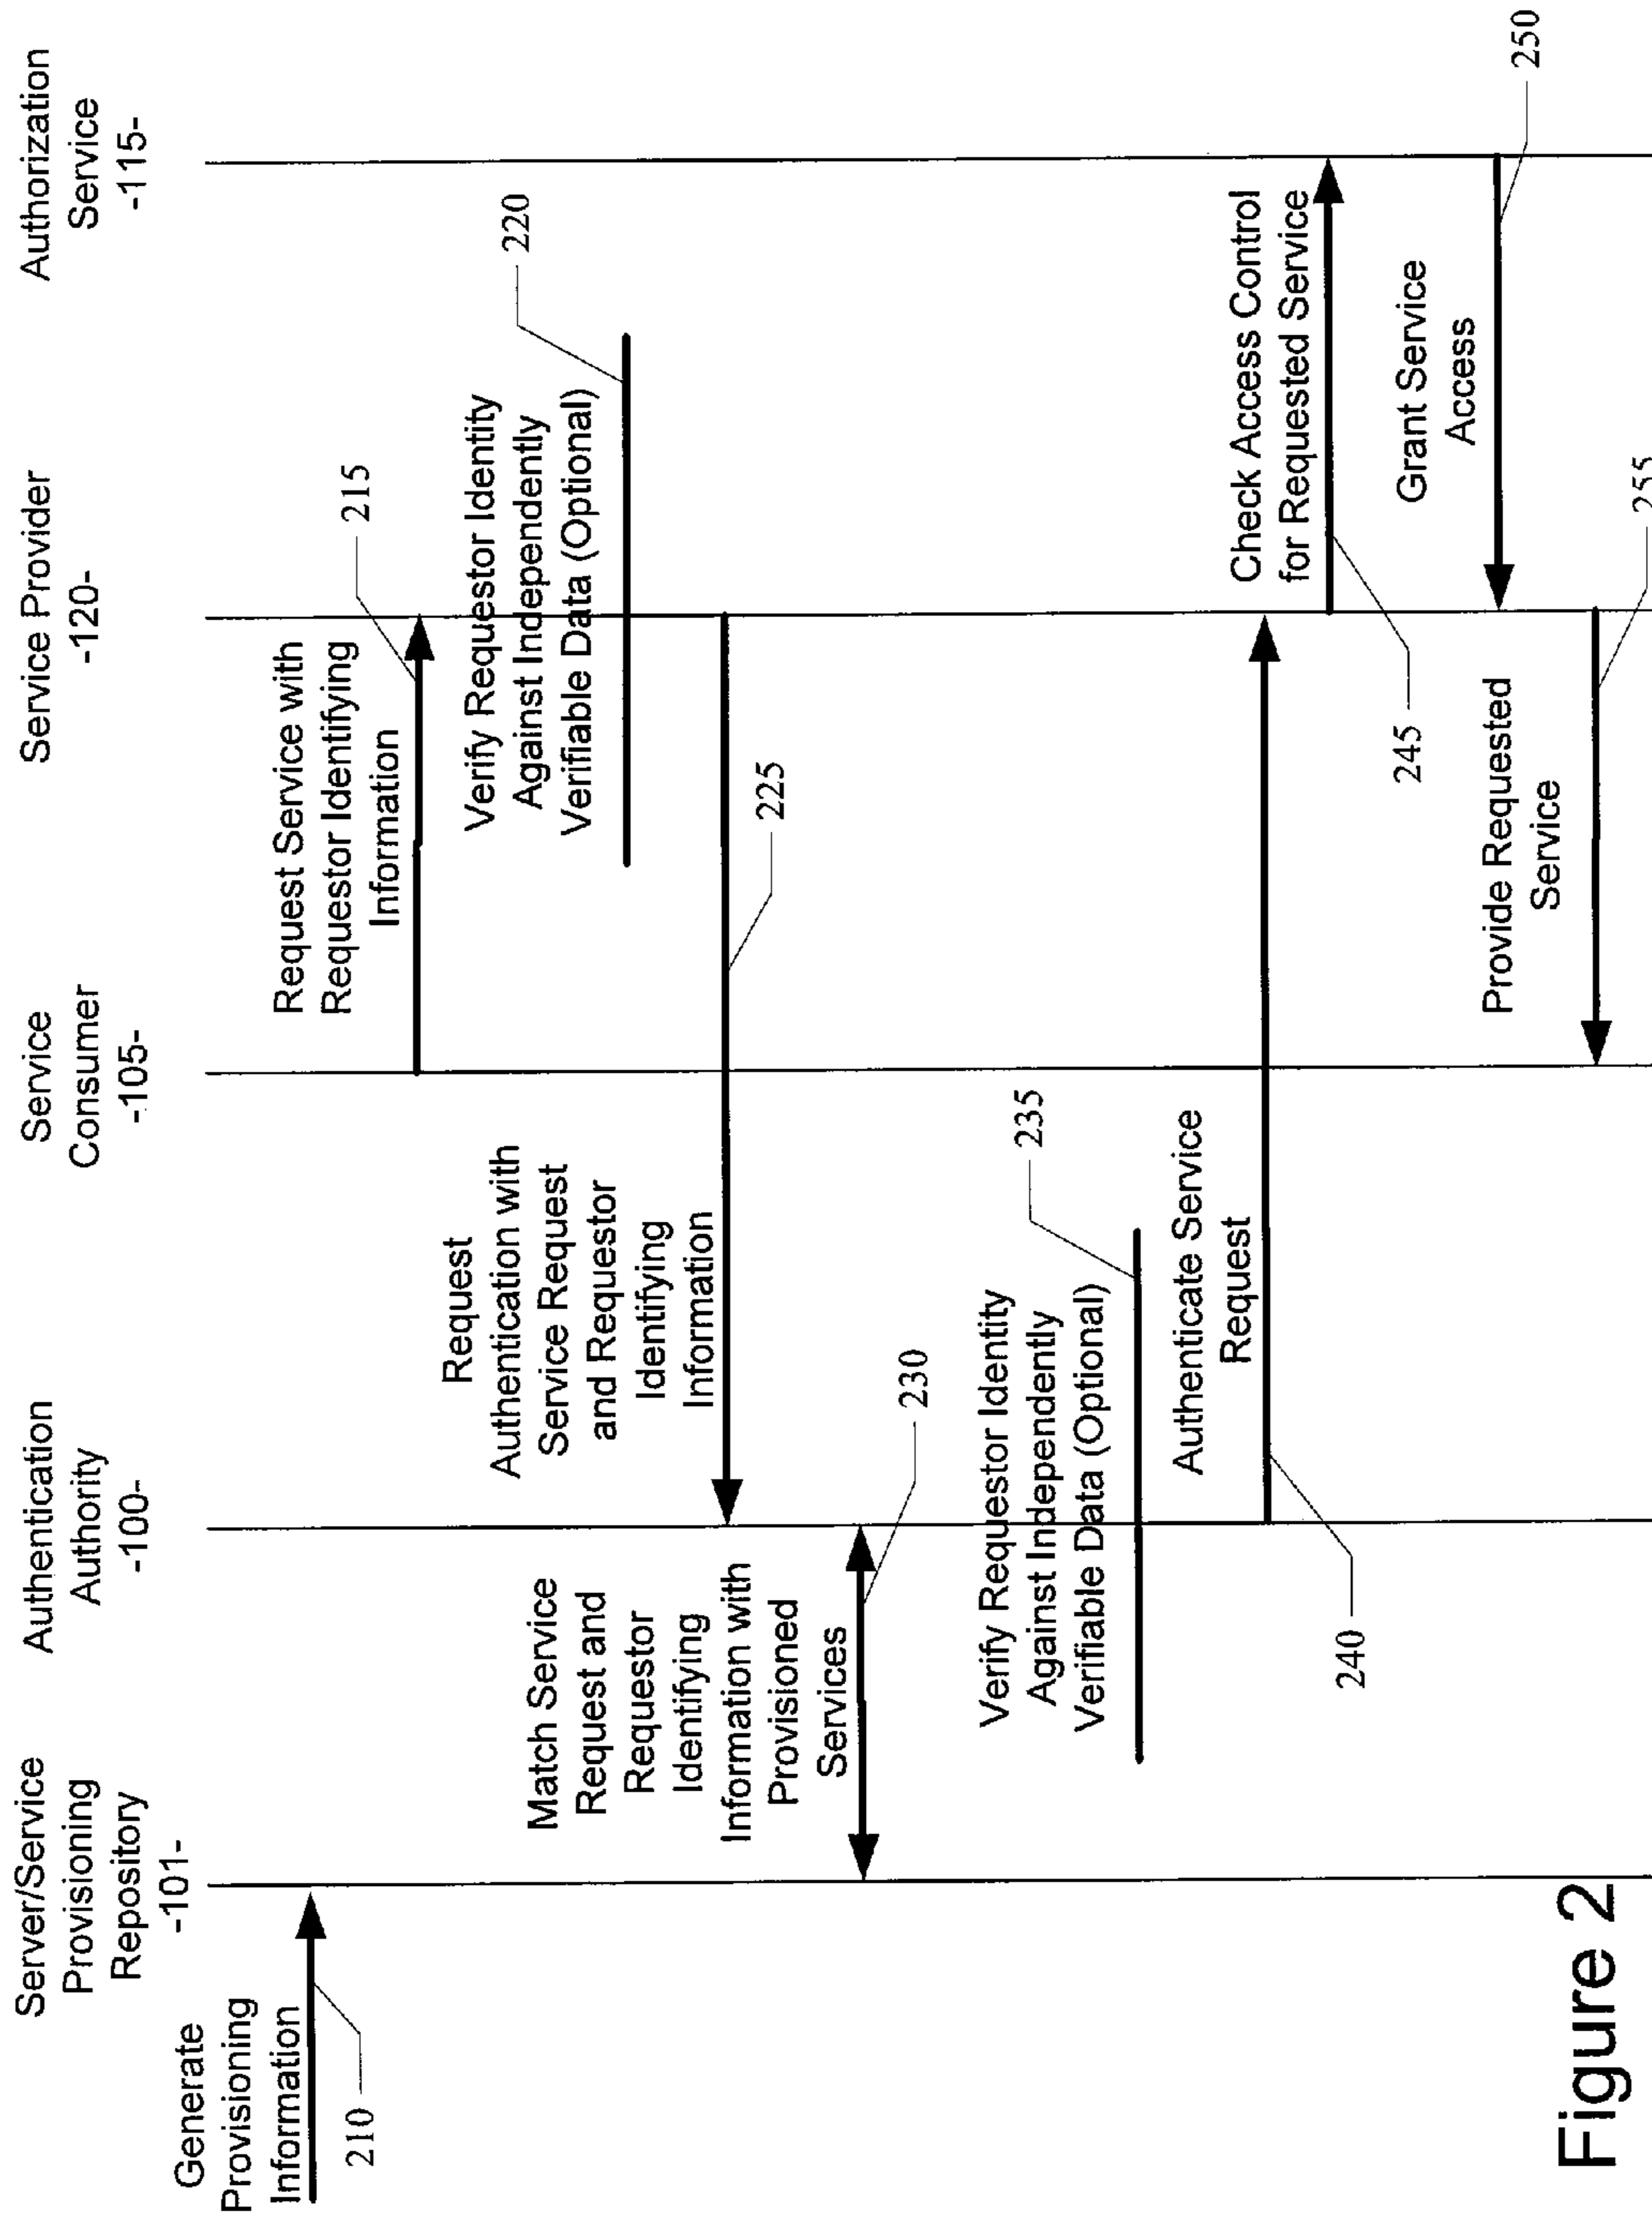 Server/Service
Provisioning
Repository
-101-
Authentication
Authority
-100-
Service
Consumer
-105-
Service Provider
-120-
Authorization
Service
-115-
Generate
Provisioning
Information
210
Request Service with
Requestor Identifying
Information
215
Verify Requestor Identity
Against Independently
Verifiable Data (Optional)
220
Request
Authentication with
Service Request
and Requestor
Identifying
Information
225
Match Service
Request and
Requestor
Identifying
Information with
Provisioned
Services
230
Verify Requestor Identity
Against Independently
Verifiable Data (Optional)
235
Authenticate Service
Request
240
Check Access Control
for Requested Service
245
Grant Service
Access
250
Provide Requested
Service
255
Figure 2